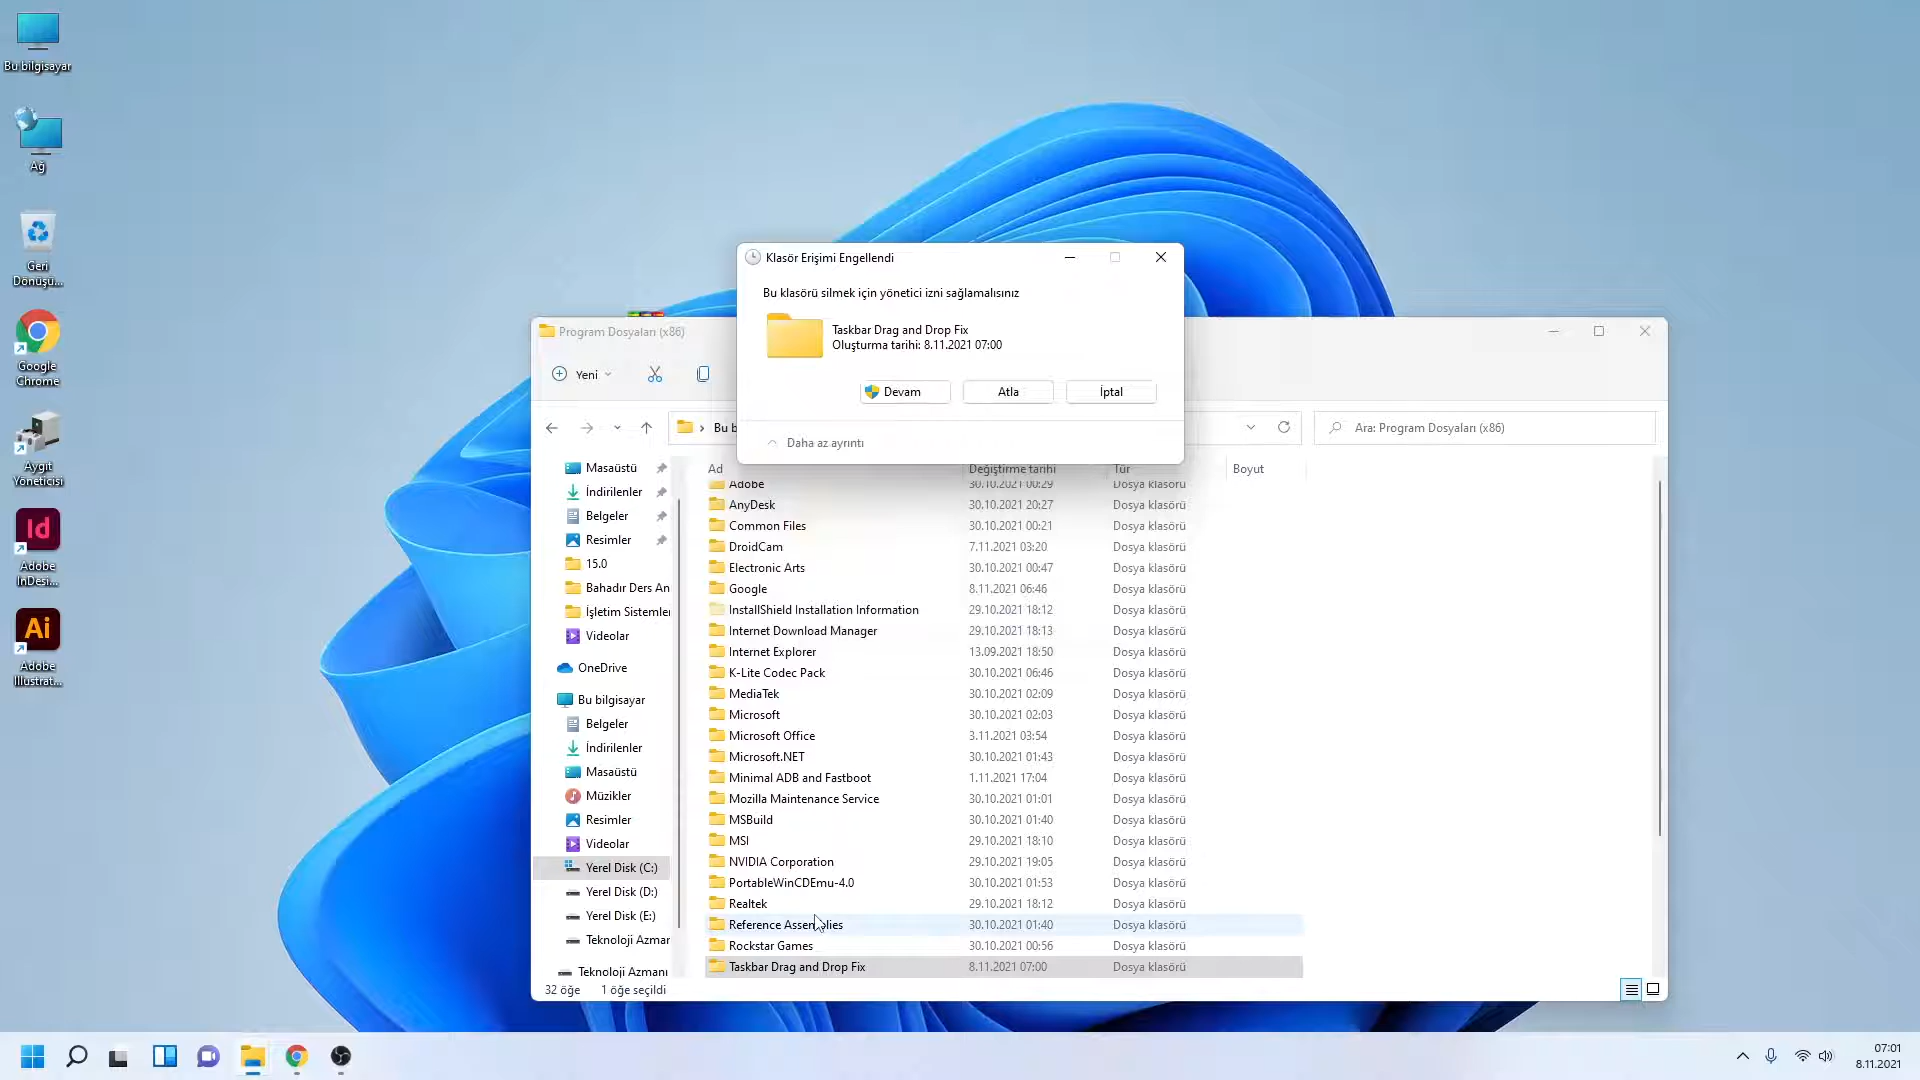 Bu bilgisayar
Ağ
Geri
Dönüşü...
Google
Chrome
Aygıt
Yöneticisi
Id
Adobe
InDesi...
Ai
Adobe
Illustrat...
Klasör Erişimi Engellendi
Bu klasörü silmek için yönetici izni sağlamalısınız
Taskbar Drag and Drop Fix
Oluşturma tarihi: 8.11.2021 07:00
Devam
Atla
İptal
Daha az ayrıntı
Program Dosyaları (x86)
Yeni
Bu b
Ara: Program Dosyaları (x86)
Masaüstü
İndirilenler
Belgeler
Resimler
15.0
Bahadır Ders An
İşletim Sistemler
Videolar
OneDrive
Bu bilgisayar
Belgeler
İndirilenler
Masaüstü
Müzikler
Resimler
Videolar
Yerel Disk (C:)
Yerel Disk (D:)
Yerel Disk (E:)
Teknoloji Azmar
Teknoloji Azmanı
Ad Değiştirme tarihi Tür Boyut
Adobe 30.10.2021 00:29 Dosya klasörü
AnyDesk 30.10.2021 20:27 Dosya klasörü
Common Files 30.10.2021 00:21 Dosya klasörü
DroidCam 7.11.2021 03:20 Dosya klasörü
Electronic Arts 30.10.2021 00:47 Dosya klasörü
Google 8.11.2021 06:46 Dosya klasörü
InstallShield Installation Information 29.10.2021 18:12 Dosya klasörü
Internet Download Manager 29.10.2021 18:13 Dosya klasörü
Internet Explorer 13.09.2021 18:50 Dosya klasörü
K-Lite Codec Pack 30.10.2021 06:46 Dosya klasörü
MediaTek 30.10.2021 02:09 Dosya klasörü
Microsoft 30.10.2021 02:03 Dosya klasörü
Microsoft Office 3.11.2021 03:54 Dosya klasörü
Microsoft.NET 30.10.2021 01:43 Dosya klasörü
Minimal ADB and Fastboot 1.11.2021 17:04 Dosya klasörü
Mozilla Maintenance Service 30.10.2021 01:01 Dosya klasörü
MSBuild 30.10.2021 01:40 Dosya klasörü
MSI 29.10.2021 18:10 Dosya klasörü
NVIDIA Corporation 29.10.2021 19:05 Dosya klasörü
PortableWinCDEmu-4.0 30.10.2021 01:53 Dosya klasörü
Realtek 29.10.2021 18:12 Dosya klasörü
Reference Assemblies 30.10.2021 01:40 Dosya klasörü
Rockstar Games 30.10.2021 00:56 Dosya klasörü
Taskbar Drag and Drop Fix 8.11.2021 07:00 Dosya klasörü
32 öğe 1 öğe seçildi
07:01
8.11.2021